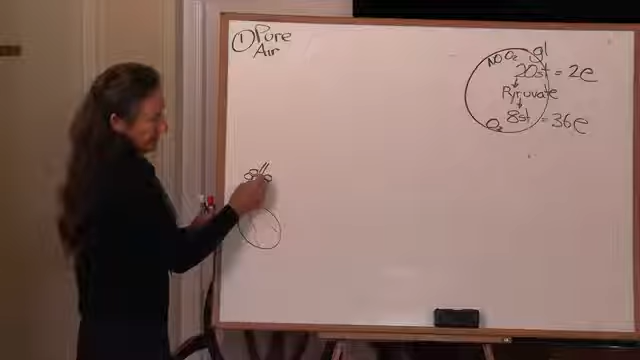 ① Pure
Air
gl
NO O₂
20st = 2e
Pyruvate
8st = 36e
O₂